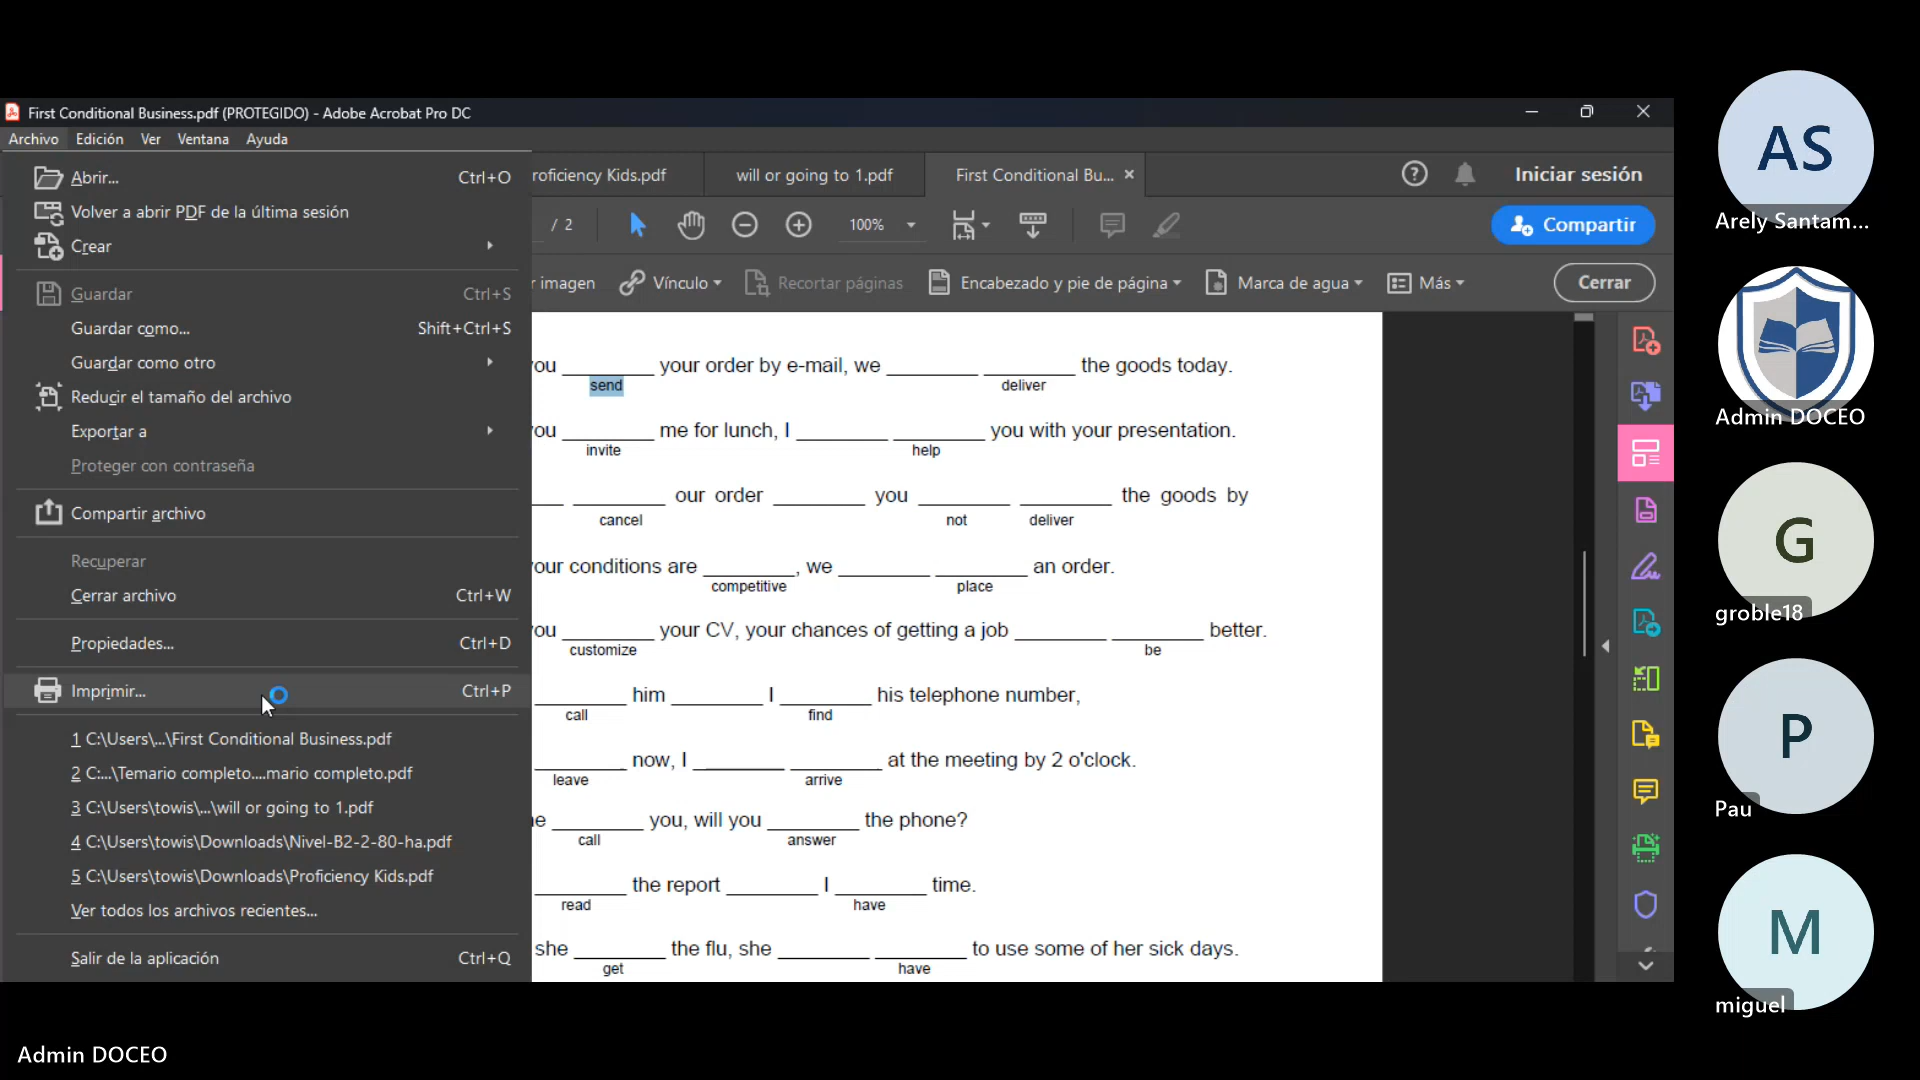 First Conditional Business.pdf (PROTEGIDO) - Adobe Acrobat Pro DC
Archivo Edición Ver Ventana Ayuda
Abrir... Ctrl+O
Volver a abrir PDF de la última sesión
Crear
Guardar Ctrl+S
Guardar como... Shift+Ctrl+S
Guardar como otro
Reducir el tamaño del archivo
Exportar a
Proteger con contraseña
Compartir archivo
Recuperar
Cerrar archivo Ctrl+W
Propiedades... Ctrl+D
Imprimir... Ctrl+P
1 C:\Users\...\First Conditional Business.pdf
2 C:...\Temario completo....mario completo.pdf
3 C:\Users\towis\...\will or going to 1.pdf
4 C:\Users\towis\Downloads\Nivel-B2-2-80-ha.pdf
5 C:\Users\towis\Downloads\Proficiency Kids.pdf
Ver todos los archivos recientes...
Salir de la aplicación Ctrl+Q
roficiency Kids.pdf will or going to 1.pdf First Conditional Bu... × Iniciar sesión
/ 2 100% Compartir
r imagen Vínculo Recortar páginas Encabezado y pie de página Marca de agua Más Cerrar
ou ________ your order by e-mail, we ________ ________ the goods today.
send deliver
ou ________ me for lunch, I ________ ________ you with your presentation.
invite help
________ our order ________ you ________ ________ the goods by
cancel not deliver
our conditions are ________, we ________ ________ an order.
competitive place
ou ________ your CV, your chances of getting a job ________ ________ better.
customize be
________ him ________ I ________ his telephone number,
call find
________ now, I ________ ________ at the meeting by 2 o'clock.
leave arrive
e ________ you, will you ________ the phone?
call answer
________ the report ________ I ________ time.
read have
she ________ the flu, she ________ ________ to use some of her sick days.
get have
AS
Arely Santam...
Admin DOCEO
G
groble18
P
Pau
M
miguel
Admin DOCEO